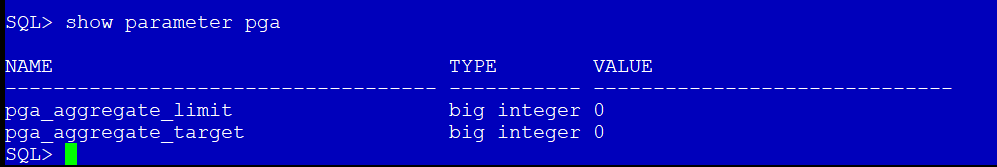 SQL> show parameter pga
NAME                                 TYPE        VALUE
------------------------------------ ----------- ------------------------------
pga_aggregate_limit                  big integer 0
pga_aggregate_target                 big integer 0
SQL>